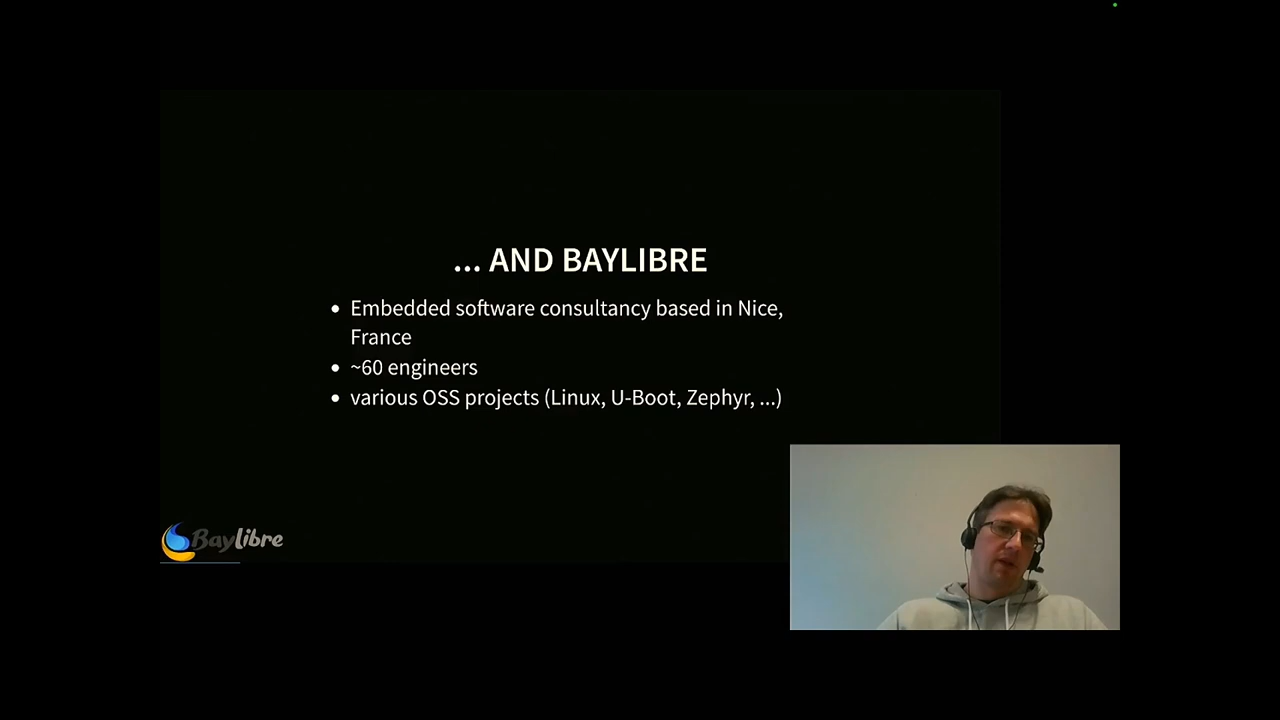 ... AND BAYLIBRE
• Embedded software consultancy based in Nice,
France
• ~60 engineers
• various OSS projects (Linux, U-Boot, Zephyr, ...)
Baylibre